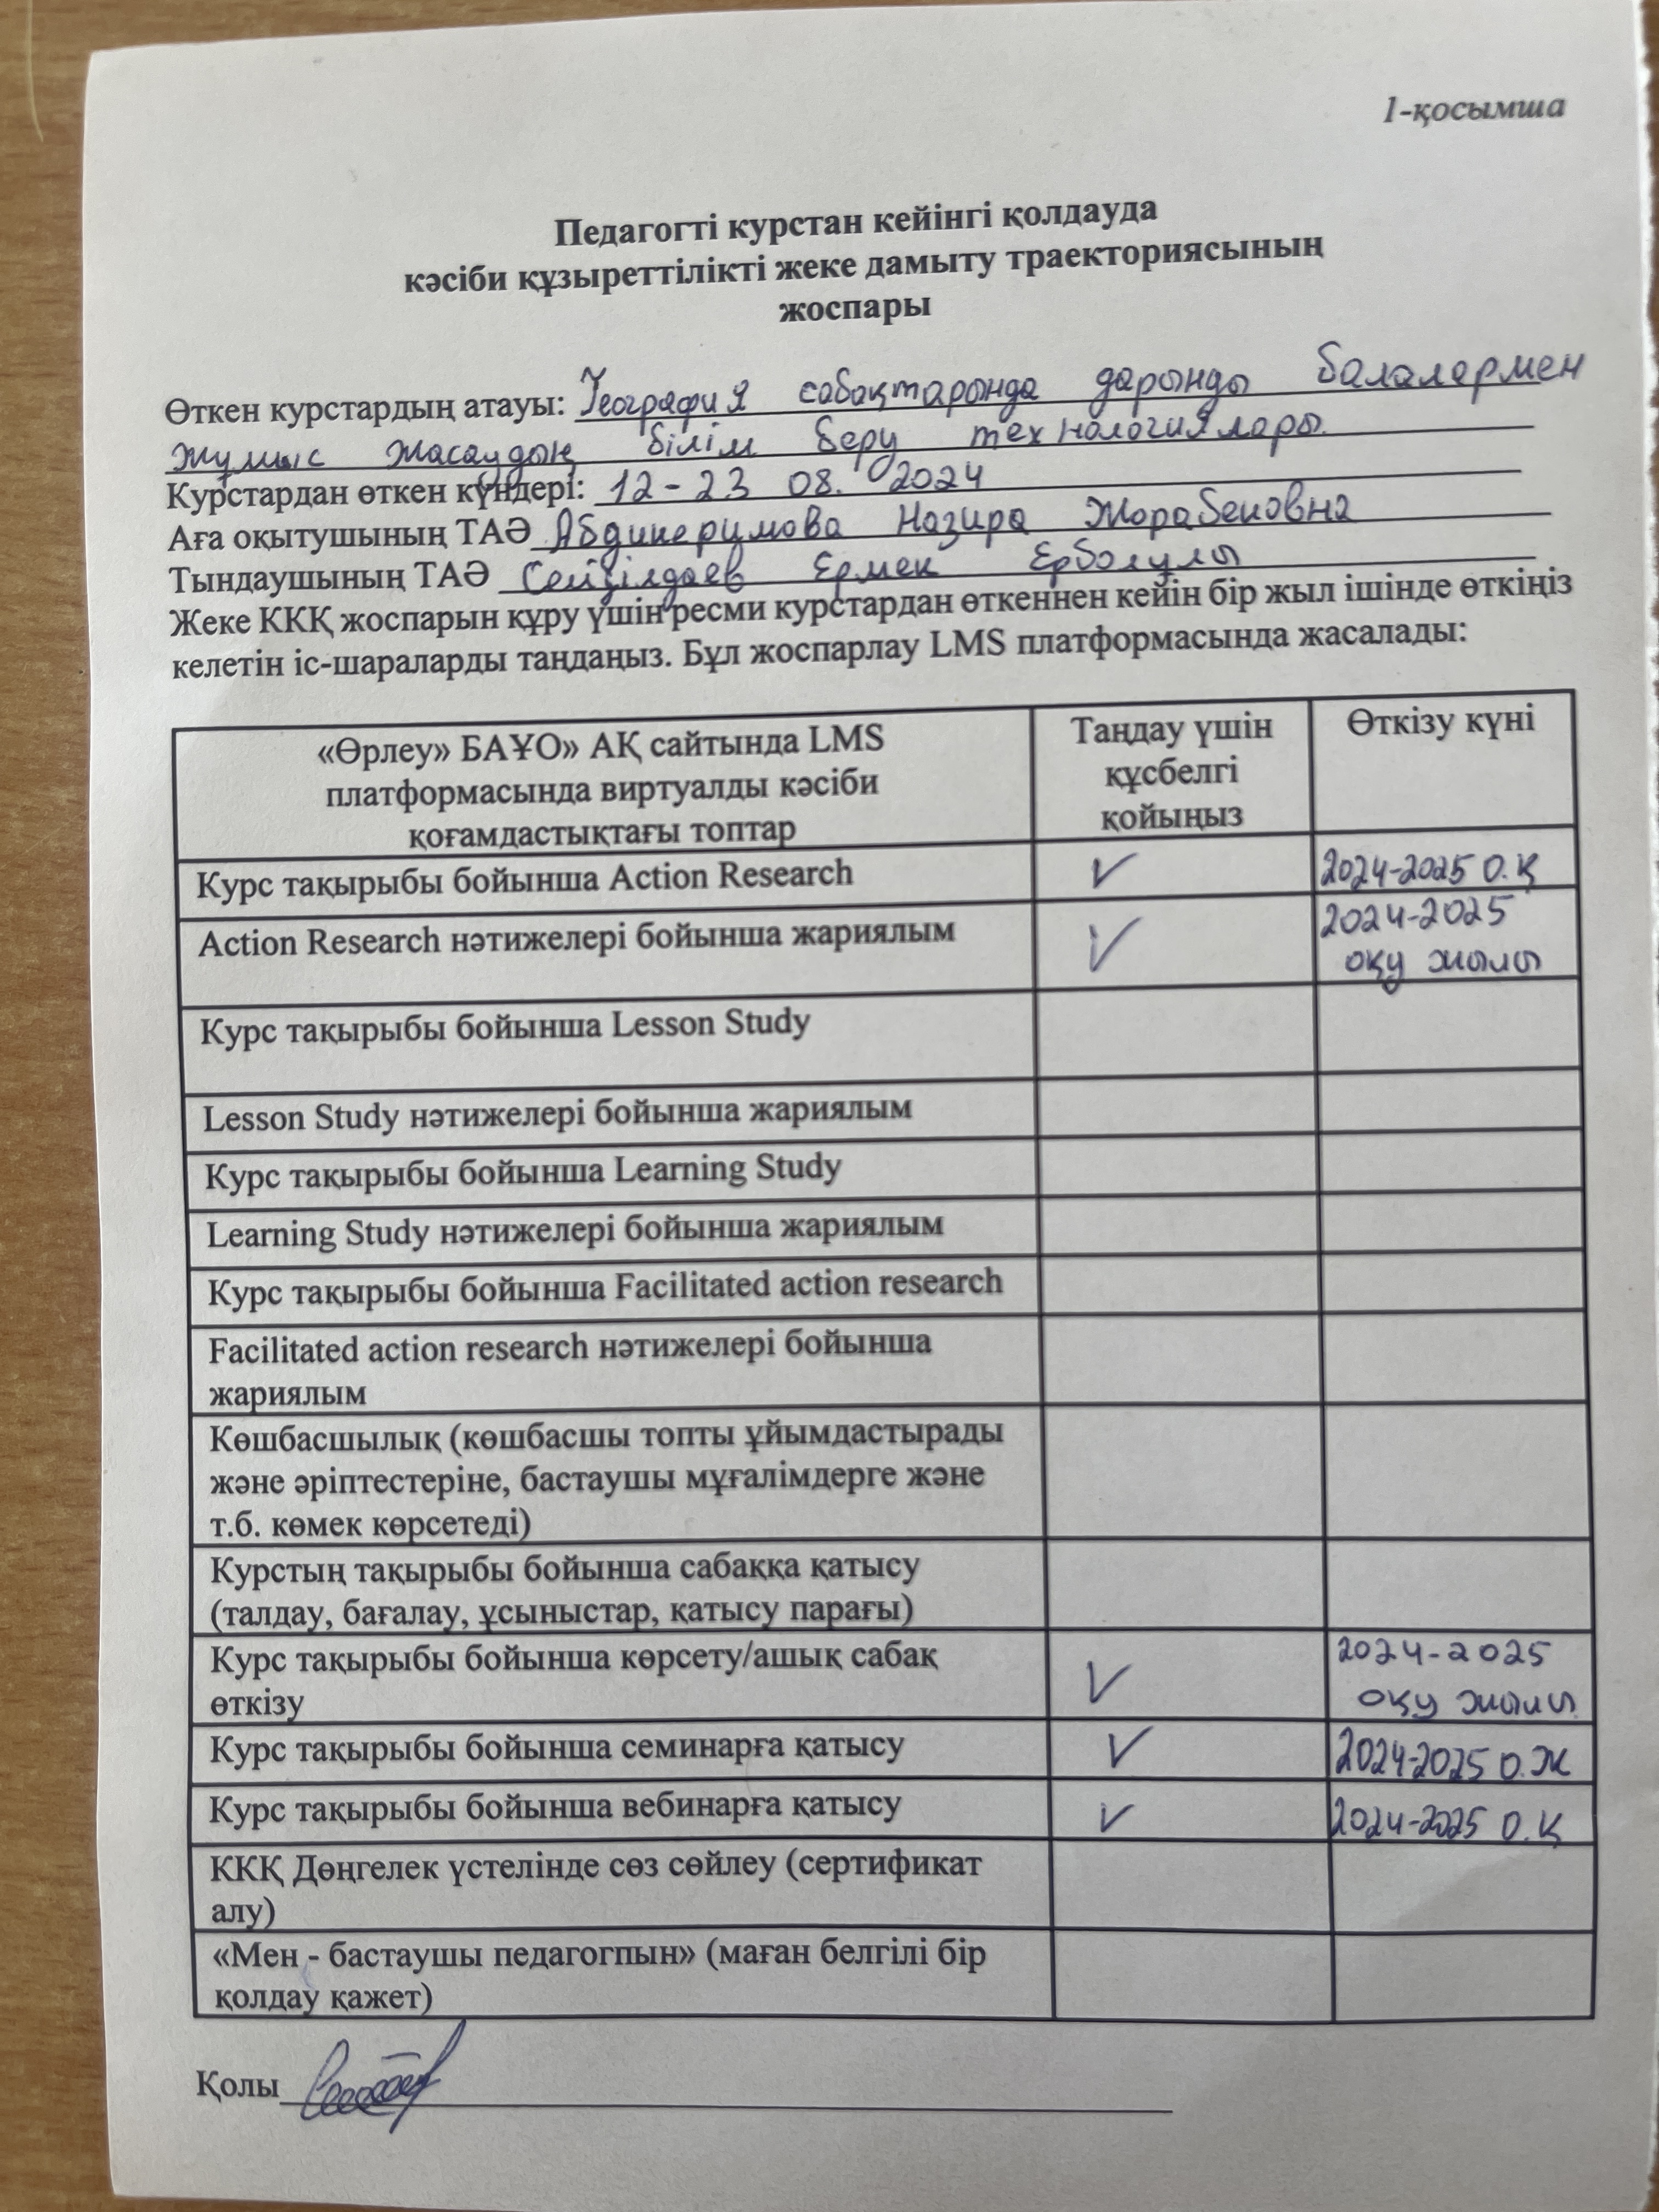 1-қосымша
Педагогті курстан кейінгі қолдауда
кәсіби құзыреттілікті жеке дамыту траекториясының
жоспары
Өткен курстардың атауы: География сабақтарында дарынды балалармен
жұмыс жасаудың білім беру технологиялары.
Курстардан өткен күндері: 12-23 08. 2024
Аға оқытушының ТАӘ Абдикеримова Назира Жорабековна
Тыңдаушының ТАӘ Сейділдаев Ермек Ерболұлы
Жеке ККҚ жоспарын құру үшін ресми курстардан өткеннен кейін бір жыл ішінде өткіңіз
келетін іс-шараларды таңдаңыз. Бұл жоспарлау LMS платформасында жасалады:
«Өрлеу» БАҰО» АҚ сайтында LMS
платформасында виртуалды кәсіби
қоғамдастықтағы топтар
Таңдау үшін
құсбелгі
қойыңыз
Өткізу күні
Курс тақырыбы бойынша Action Research ✓ 2024-2025 О.Қ
Action Research нәтижелері бойынша жариялым ✓ 2024-2025
оқу жылы
Курс тақырыбы бойынша Lesson Study
Lesson Study нәтижелері бойынша жариялым
Курс тақырыбы бойынша Learning Study
Learning Study нәтижелері бойынша жариялым
Курс тақырыбы бойынша Facilitated action research
Facilitated action research нәтижелері бойынша
жариялым
Көшбасшылық (көшбасшы топты ұйымдастырады
және әріптестеріне, бастаушы мұғалімдерге және
т.б. көмек көрсетеді)
Курстың тақырыбы бойынша сабаққа қатысу
(талдау, бағалау, ұсыныстар, қатысу парағы)
Курс тақырыбы бойынша көрсету/ашық сабақ
өткізу
✓ 2024-2025
оқу жылы
Курс тақырыбы бойынша семинарға қатысу ✓ 2024-2025 О.Ж
Курс тақырыбы бойынша вебинарға қатысу ✓ 2024-2025 О.Қ
ККҚ Дөңгелек үстелінде сөз сөйлеу (сертификат
алу)
«Мен - бастаушы педагогпын» (маған белгілі бір
қолдау қажет)
Қолы